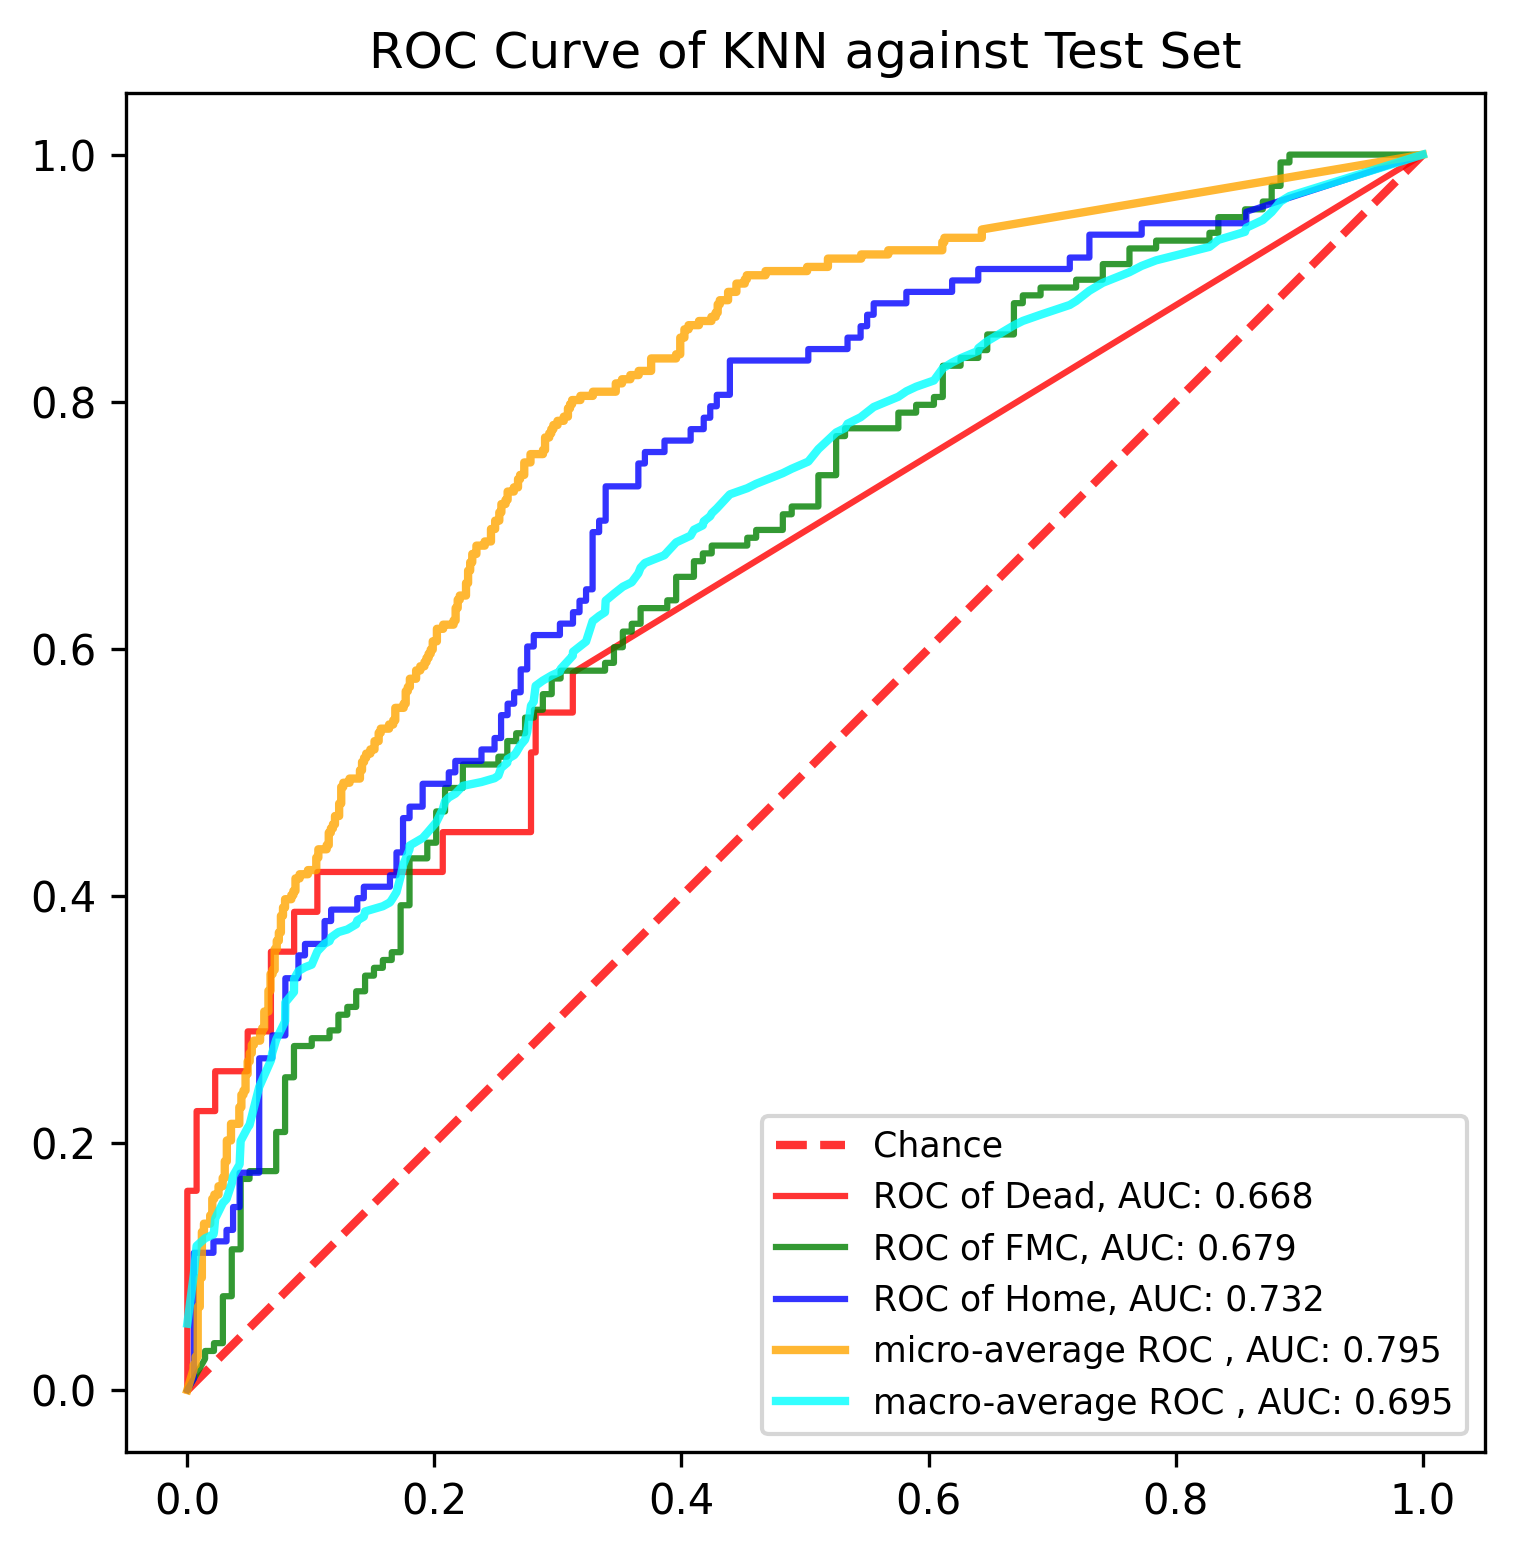 ROC Curve of KNN against Test Set
1.0
0.8
0.6
0.4
0.2
0.0
Chance
ROC of Dead, AUC: 0.668
ROC of FMC, AUC: 0.679
ROC of Home, AUC: 0.732
micro-average ROC , AUC: 0.795
macro-average ROC , AUC: 0.695
0.0 0.2 0.4 0.6 0.8 1.0